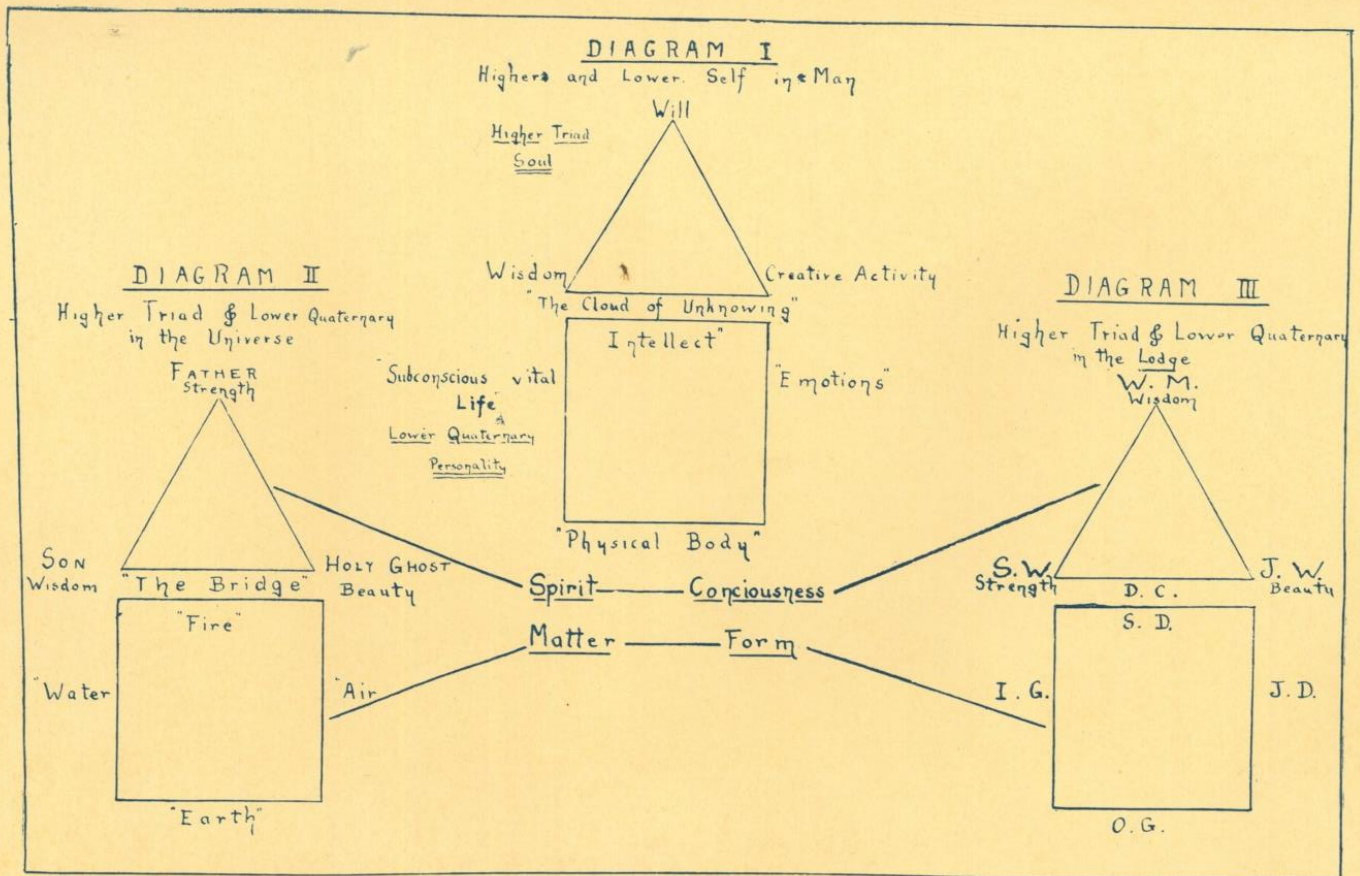 DIAGRAM I
Higher and Lower. Self in Man
Will
Higher Triad
Soul
Wisdom
Creative Activity
"The Cloud of Unknowing"
Intellect"
"Subconscious vital
Life"
"Emotions"
Lower Quaternary
Personality
"Physical Body"
DIAGRAM II
Higher Triad & Lower Quaternary
in the Universe
FATHER
Strength
SON
Wisdom
"The Bridge"
HOLY GHOST
Beauty
"Fire"
"Water
"Air
"Earth"
Spirit
Conciousness
Matter
Form
DIAGRAM III
Higher Triad & Lower Quaternary
in the Lodge
W. M.
Wisdom
S.W.
Strength
D. C.
J. W.
Beauty
S. D.
I. G.
J. D.
O. G.